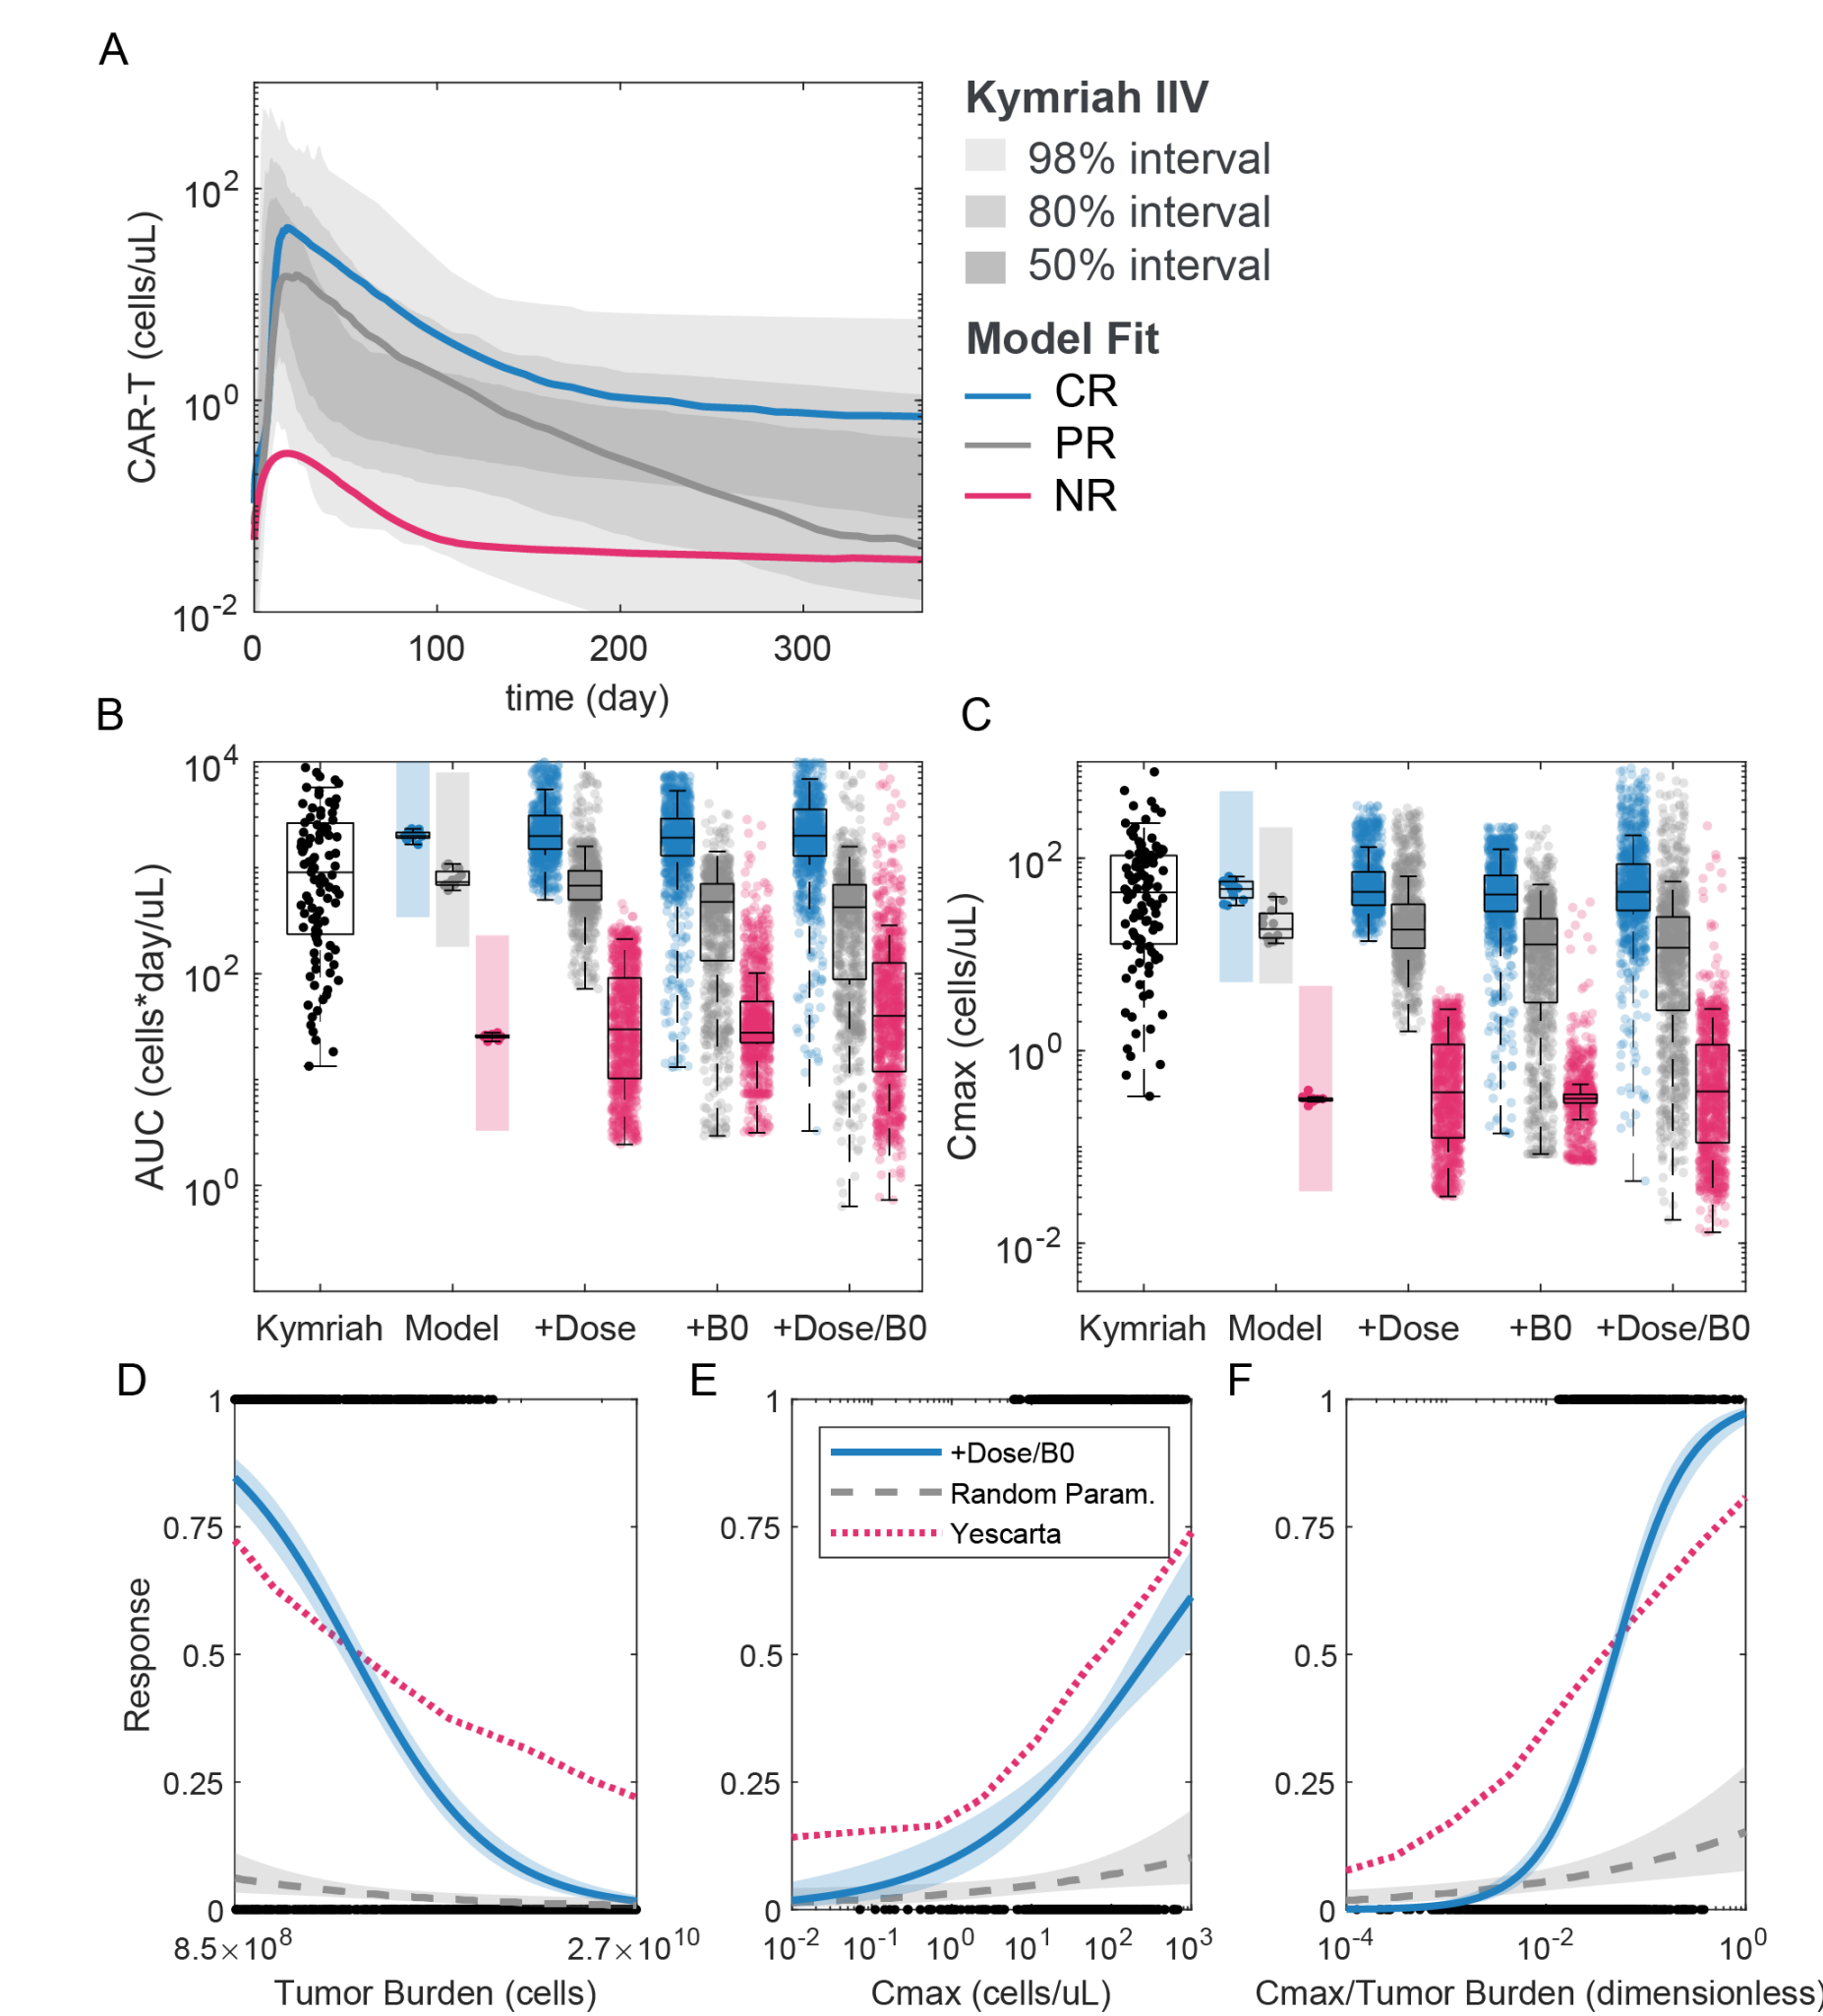 A
CAR-T (cells/uL)
10^2
10^0
10^-2
0 100 200 300
time (day)
Kymriah IIV
98% interval
80% interval
50% interval
Model Fit
CR
PR
NR
B
AUC (cells*day/uL)
10^4
10^2
10^0
Kymriah Model +Dose +B0 +Dose/B0
C
Cmax (cells/uL)
10^2
10^0
10^-2
Kymriah Model +Dose +B0 +Dose/B0
D
Response
1
0.75
0.5
0.25
0
8.5×10^8 2.7×10^10
Tumor Burden (cells)
E
1
0.75
0.5
0.25
0
+Dose/B0
Random Param.
Yescarta
10^-2 10^-1 10^0 10^1 10^2 10^3
Cmax (cells/uL)
F
1
0.75
0.5
0.25
0
10^-4 10^-2 10^0
Cmax/Tumor Burden (dimensionless)